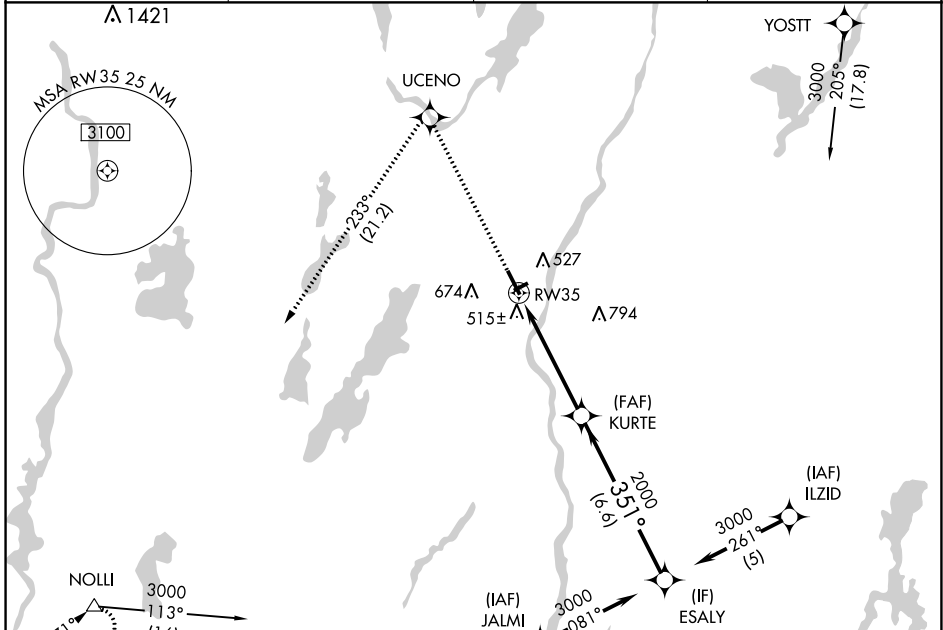 1421
YOSTT
3000
205°
(17.8)
MSA RW35 25 NM
3100
UCENO
233°
(21.2)
527
674
RW35
515±
794
(FAF)
KURTE
2000
351°
(6.6)
(IAF)
ILZID
3000
261°
(5)
NOLLI
3000
113°
(IAF)
JALMI
3000
081°
(IF)
ESALY